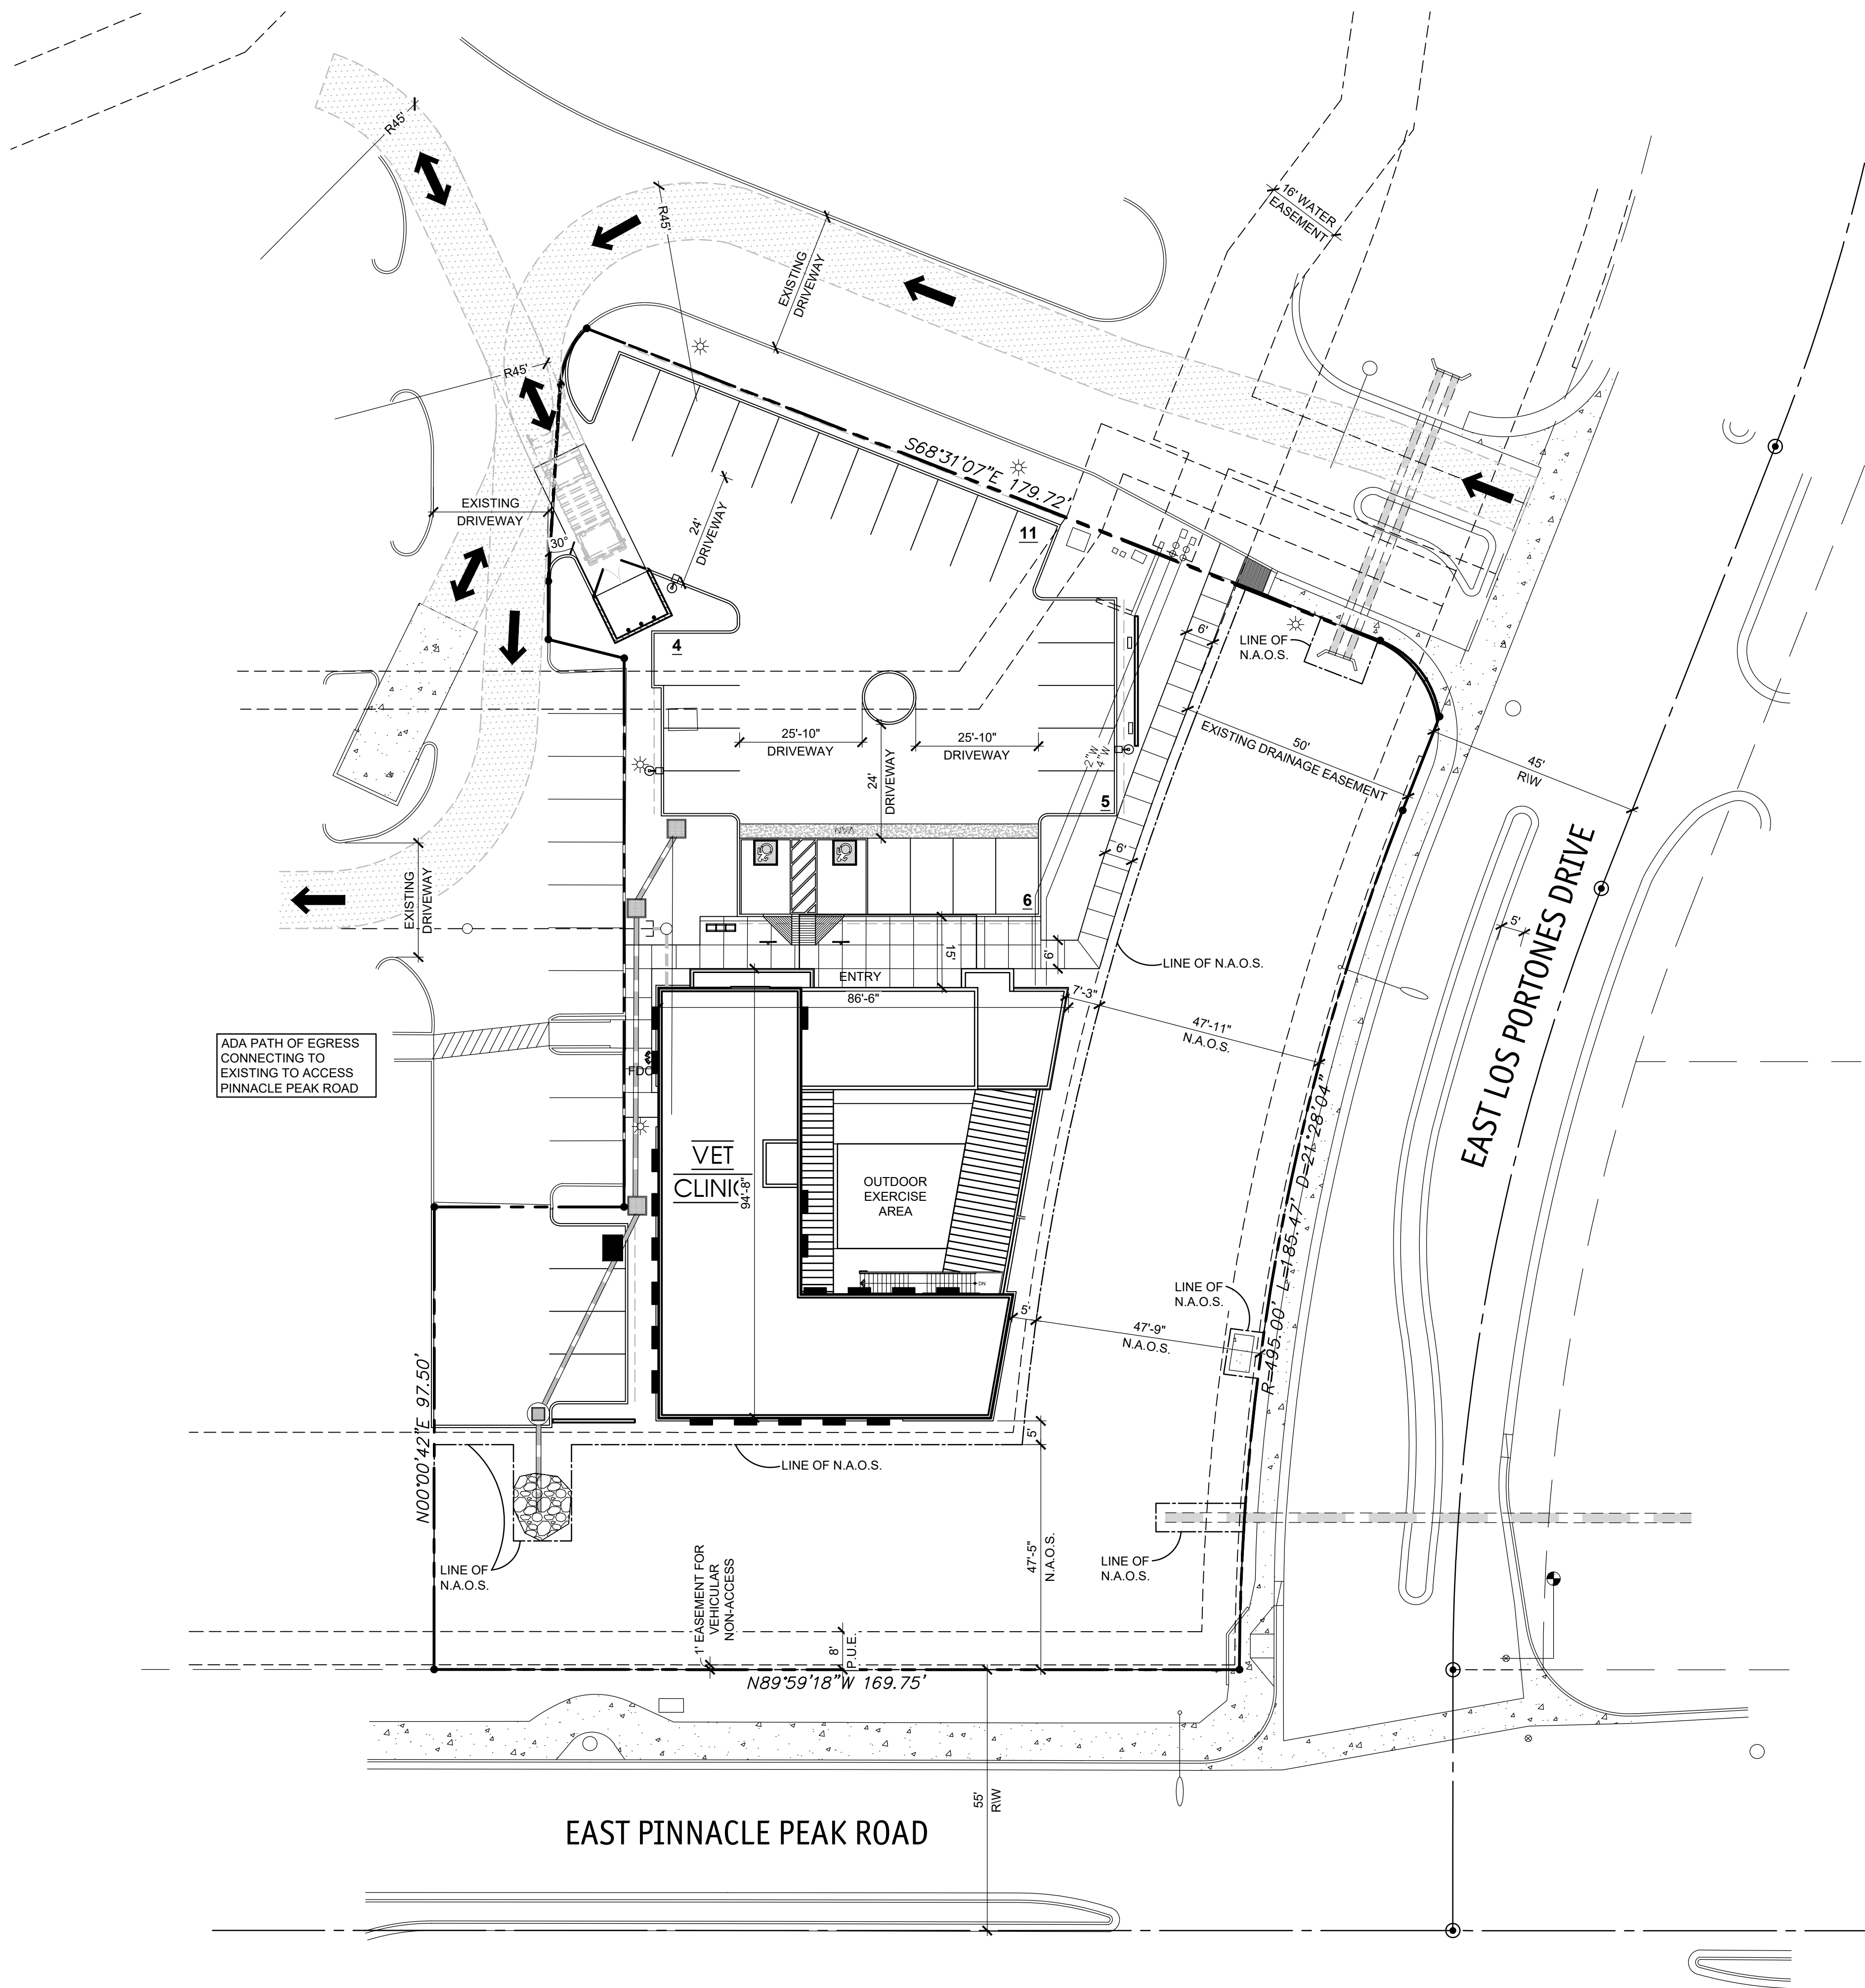 R45'
R45'
EXISTING
DRIVEWAY
16' WATER
EASEMENT
R45'
S68°31'07"E 179.72'
EXISTING
DRIVEWAY
30°
24'
DRIVEWAY
11
4
6'
LINE OF
N.A.O.S.
25'-10"
DRIVEWAY
25'-10"
DRIVEWAY
24'
DRIVEWAY
2"W
4"W
50'
EXISTING DRAINAGE EASEMENT
45'
R\W
5
VAN
6'
EXISTING
DRIVEWAY
6
5'
EAST LOS PORTONES DRIVE
15'
6'
LINE OF N.A.O.S.
ENTRY
86'-6"
7'-3"
47'-11"
N.A.O.S.
ADA PATH OF EGRESS
CONNECTING TO
EXISTING TO ACCESS
PINNACLE PEAK ROAD
FDC
VET
CLINIC
94'-8"
OUTDOOR
EXERCISE
AREA
DN
R=495.00' L=185.47' D=21°28'04"
LINE OF
N.A.O.S.
5'
47'-9"
N.A.O.S.
N00°00'42"E 97.50'
5'
LINE OF N.A.O.S.
LINE OF
N.A.O.S.
47'-5"
N.A.O.S.
LINE OF
N.A.O.S.
1' EASEMENT FOR
VEHICULAR
NON-ACCESS
8'
P.U.E.
N89°59'18"W 169.75'
55'
R\W
EAST PINNACLE PEAK ROAD